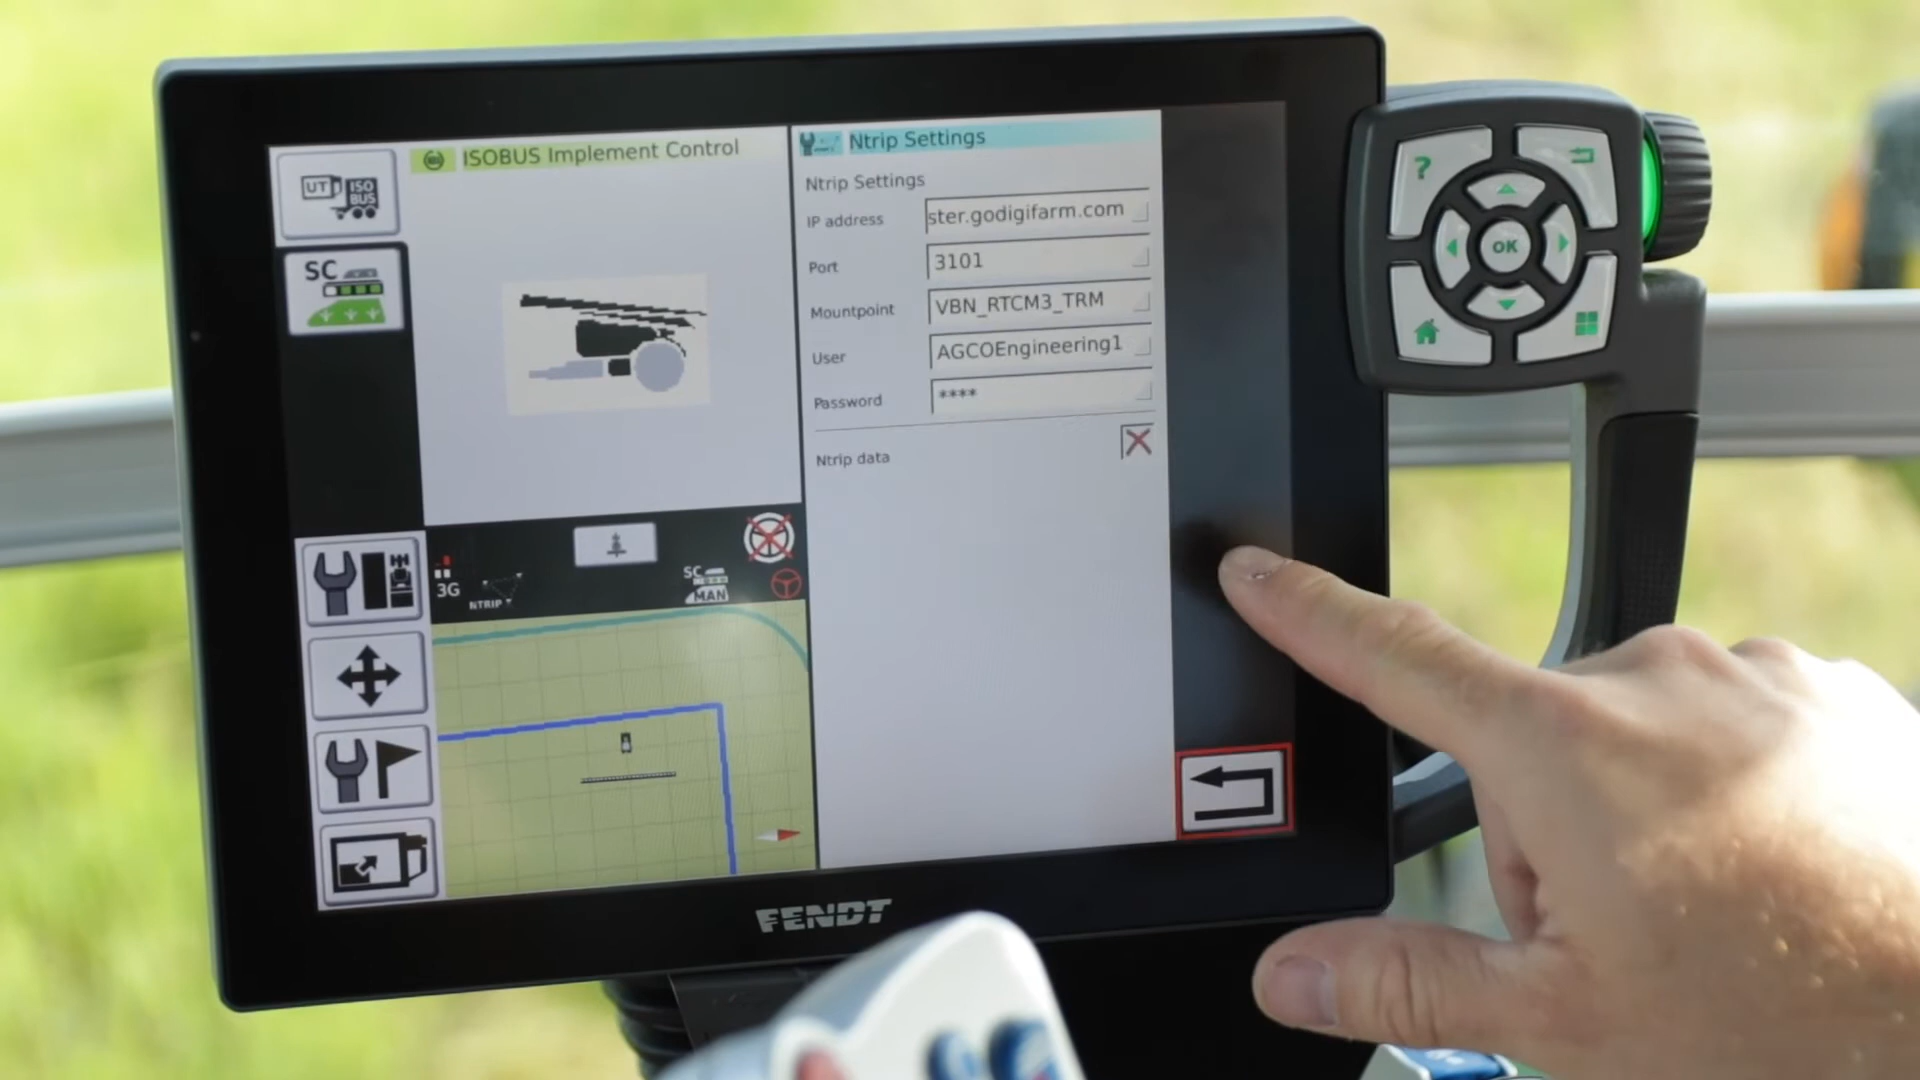 UT ISO BUS
ISOBUS Implement Control
SC
Ntrip Settings
Ntrip Settings
IP address ster.godigifarm.com
Port 3101
Mountpoint VBN_RTCM3_TRM
User AGCOEngineering1
Password ****
Ntrip data
3G
NTRIP
SC
MAN
FENDT
?
OK